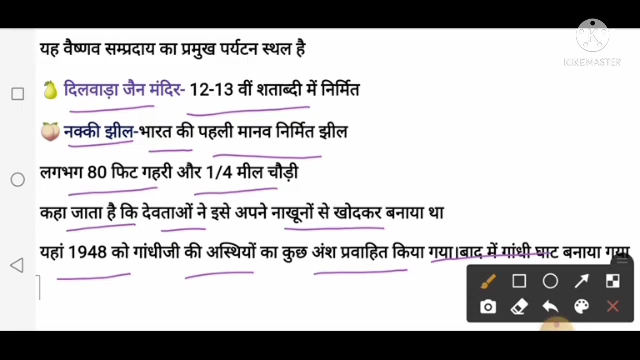 यह वैष्णव सम्प्रदाय का प्रमुख पर्यटन स्थल है
KINEMASTER
दिलवाड़ा जैन मंदिर- 12-13 वीं शताब्दी में निर्मित
नक्की झील-भारत की पहली मानव निर्मित झील
लगभग 80 फिट गहरी और 1/4 मील चौड़ी
कहा जाता है कि देवताओं ने इसे अपने नाखूनों से खोदकर बनाया था
यहां 1948 को गांधीजी की अस्थियों का कुछ अंश प्रवाहित किया गया।बाद में गांधी घाट बनाया गया